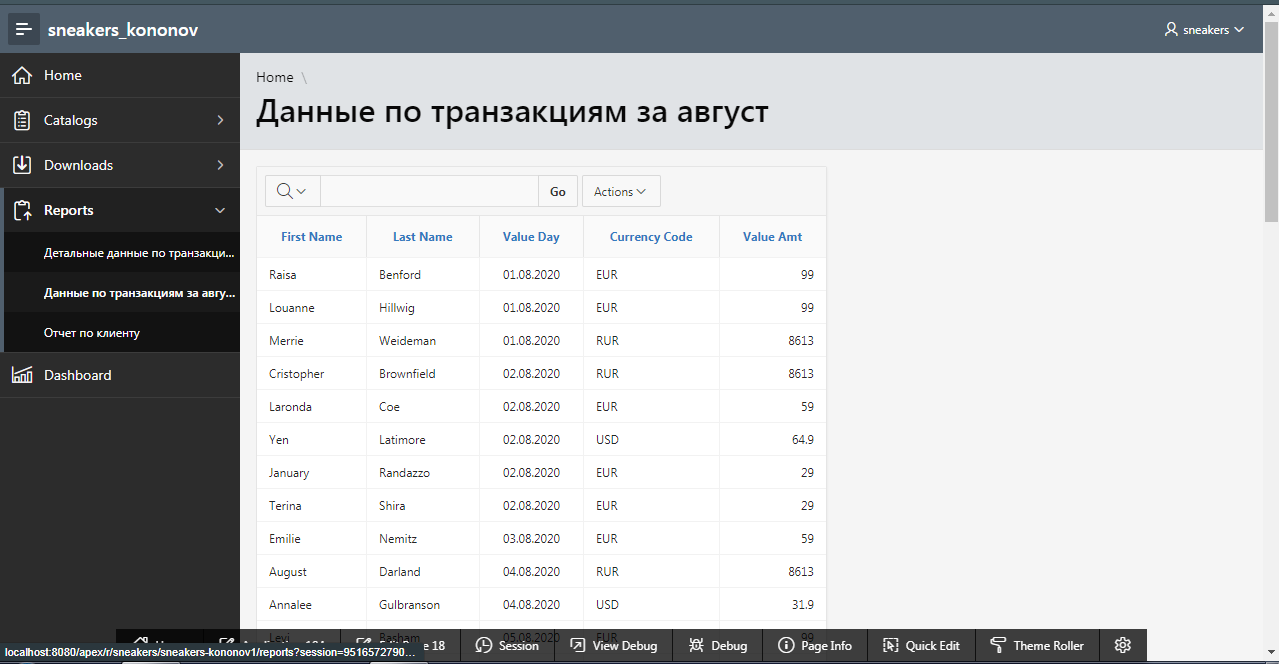 sneakers_kononov
sneakers
Home
Catalogs
Downloads
Reports
Детальные данные по транзакци...
Данные по транзакциям за авгу...
Отчет по клиенту
Dashboard
Home \
Данные по транзакциям за август
Go Actions
First Name Last Name Value Day Currency Code Value Amt
Raisa Benford 01.08.2020 EUR 99
Louanne Hillwig 01.08.2020 EUR 99
Merrie Weideman 01.08.2020 RUR 8613
Cristopher Brownfield 02.08.2020 RUR 8613
Laronda Coe 02.08.2020 EUR 59
Yen Latimore 02.08.2020 USD 64.9
January Randazzo 02.08.2020 EUR 29
Terina Shira 02.08.2020 EUR 29
Emilie Nemitz 03.08.2020 EUR 59
August Darland 04.08.2020 RUR 8613
Annalee Gulbranson 04.08.2020 USD 31.9
Levi Basham 05.08.2020 EUR 99
18 Session View Debug Debug Page Info Quick Edit Theme Roller
localhost:8080/apex/r/sneakers/sneakers-kononov1/reports?session=9516572790...